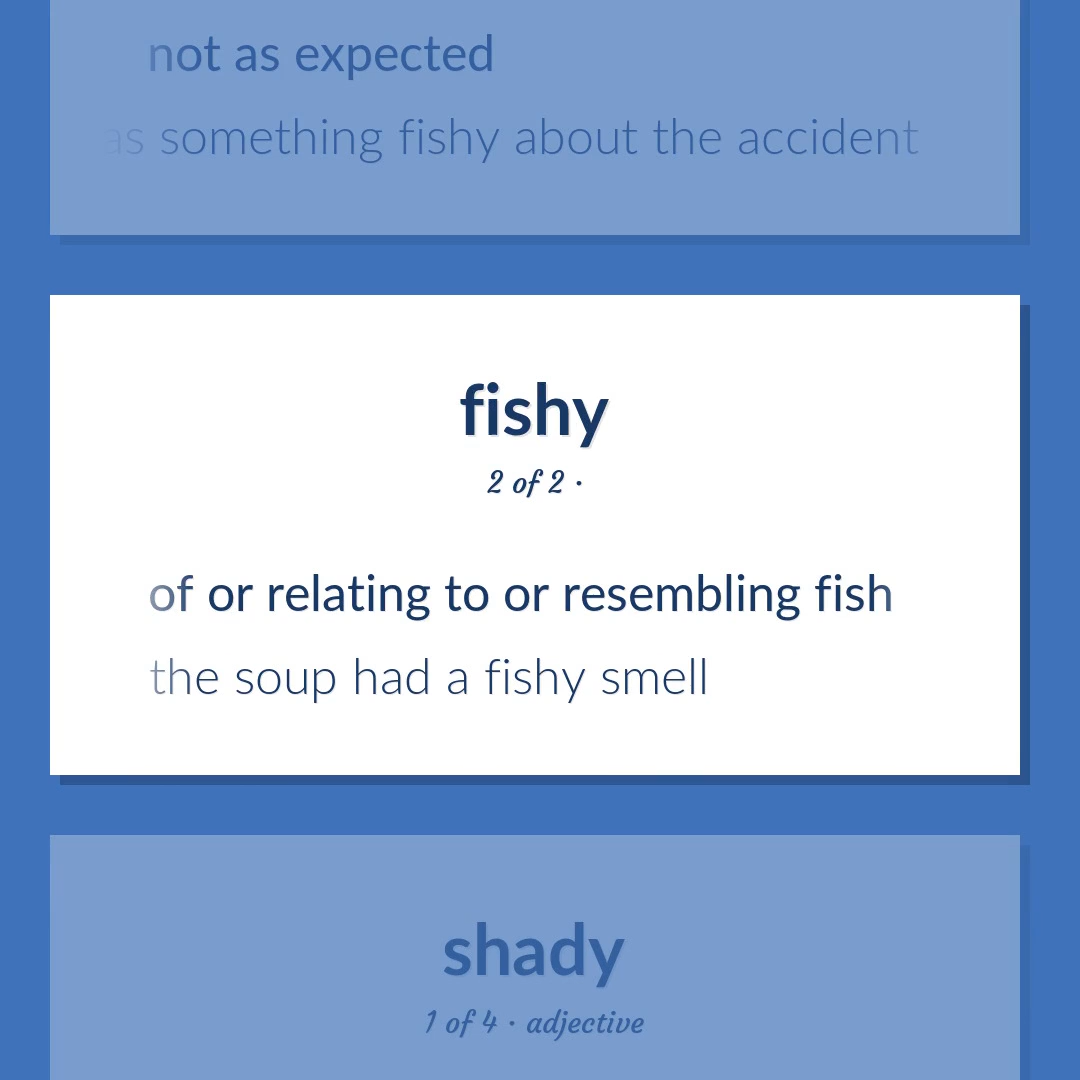 not as expected
as something fishy about the accident
fishy
2 of 2 ·
of or relating to or resembling fish
the soup had a fishy smell
shady
1 of 4 · adjective